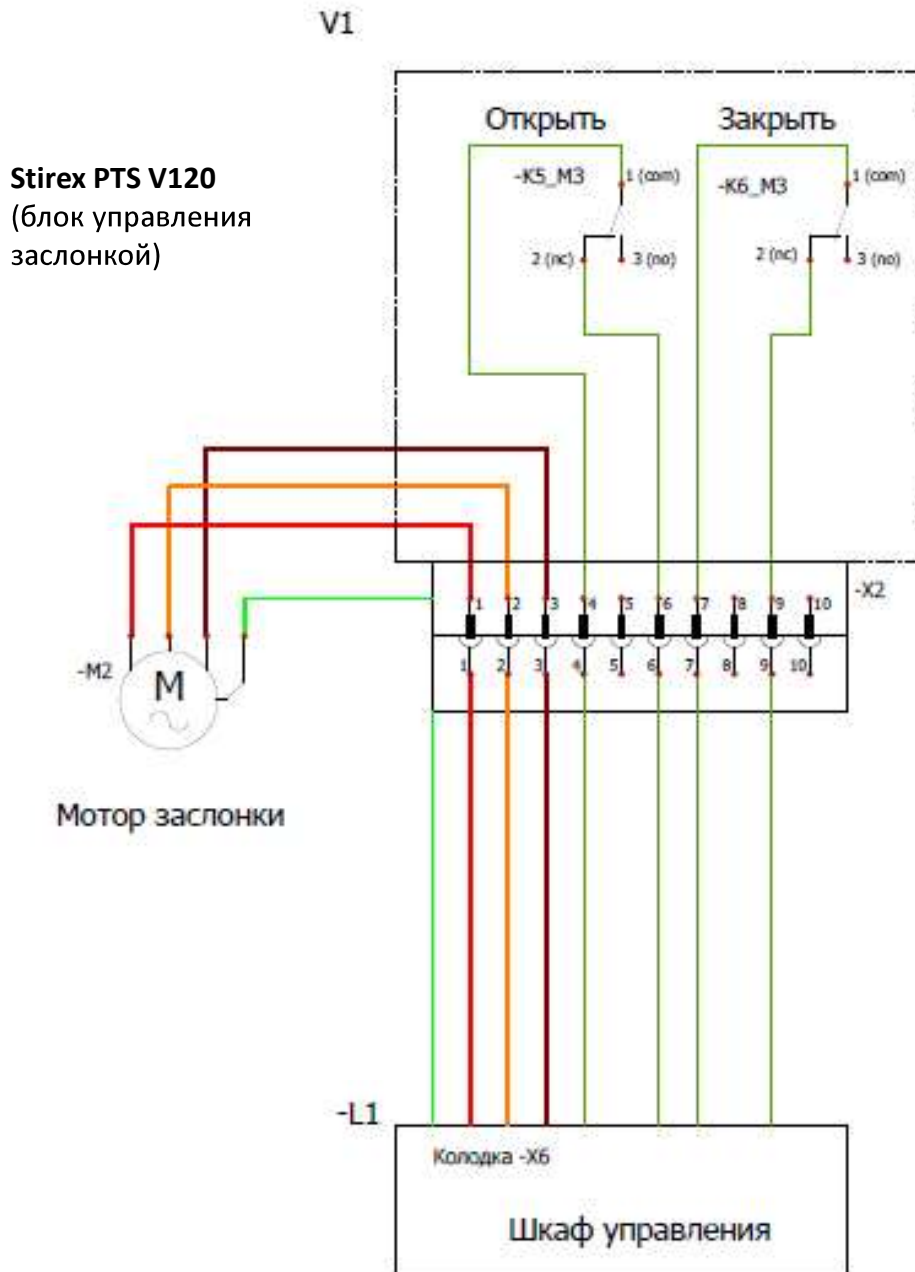 V1
Открыть Закрыть
Stirex PTS V120
(блок управления
заслонкой)
-K5_M3 1 (com) -K6_M3 1 (com)
2 (nc) 3 (no) 2 (nc) 3 (no)
-X2
1 2 3 4 5 6 7 8 9 10
1 2 3 4 5 6 7 8 9 10
-M2
M
Мотор заслонки
-L1
Колодка -X6
Шкаф управления